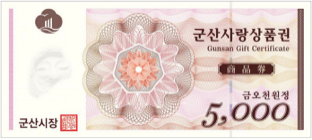 군산사랑상품권
Gunsan Gift Certificate
商品券
금오천원정
5,000
군산시장